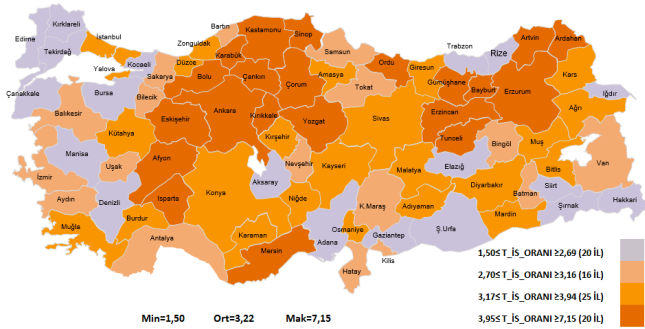 Kırklareli
Edirne
Tekirdağ
İstanbul
Kocaeli
Yalova
Sakarya
Düzce
Zonguldak
Bartın
Karabük
Kastamonu
Sinop
Samsun
Ordu
Giresun
Trabzon
Rize
Artvin
Ardahan
Kars
Iğdır
Ağrı
Çanakkale
Balıkesir
Bursa
Bilecik
Bolu
Çankırı
Çorum
Amasya
Tokat
Gümüşhane
Bayburt
Erzurum
Erzincan
Eskişehir
Ankara
Kırıkkale
Yozgat
Sivas
Tunceli
Bingöl
Muş
Kütahya
Kırşehir
Manisa
Uşak
Afyon
Nevşehir
Kayseri
Malatya
Elazığ
Diyarbakır
Bitlis
Van
Batman
Siirt
Hakkari
Şırnak
Mardin
İzmir
Aydın
Denizli
Isparta
Konya
Aksaray
Niğde
K.Maraş
Adıyaman
Ş.Urfa
Gaziantep
Kilis
Osmaniye
Adana
Hatay
Mersin
Karaman
Antalya
Burdur
Muğla
1,50≤ T_İS_ORANI ≥2,69 (20 İL)
2,70≤ T_İS_ORANI ≥3,16 (16 İL)
3,17≤ T_İS_ORANI ≥3,94 (25 İL)
3,95≤ T_İS_ORANI ≥7,15 (20 İL)
Min=1,50 Ort=3,22 Mak=7,15